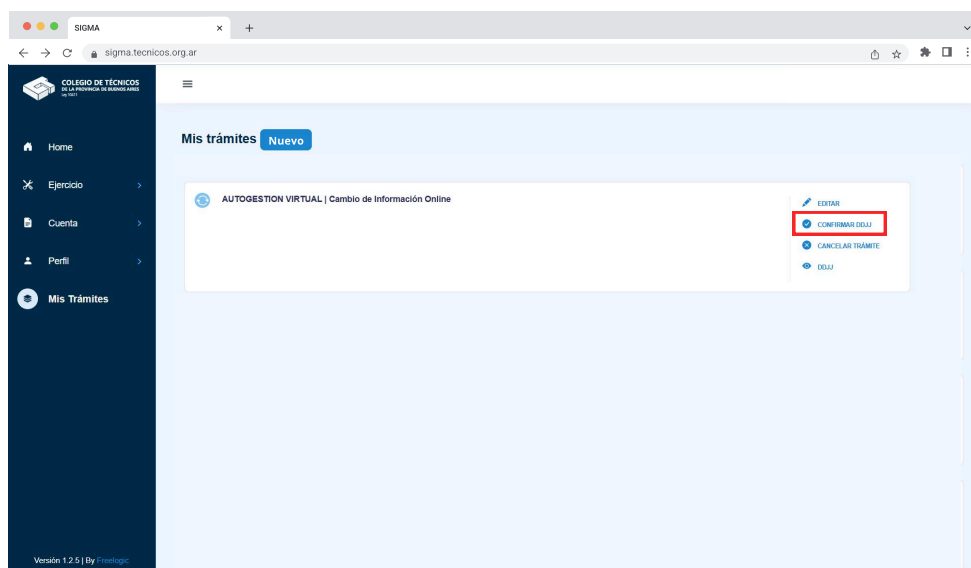 SIGMA
sigma.tecnicos.org.ar
COLEGIO DE TÉCNICOS
DE LA PROVINCIA DE BUENOS AIRES
Ley 10411
Mis trámites Nuevo
Home
Ejercicio
Cuenta
Perfil
Mis Trámites
AUTOGESTION VIRTUAL | Cambio de Información Online
EDITAR
CONFIRMAR DDJJ
CANCELAR TRÁMITE
DDJJ
Versión 1.2.5 | By Freelogic